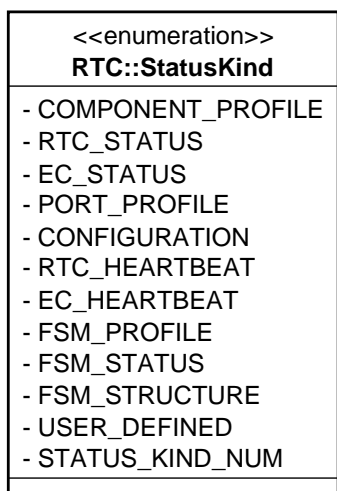 <<enumeration>>
RTC::StatusKind
- COMPONENT_PROFILE
- RTC_STATUS
- EC_STATUS
- PORT_PROFILE
- CONFIGURATION
- RTC_HEARTBEAT
- EC_HEARTBEAT
- FSM_PROFILE
- FSM_STATUS
- FSM_STRUCTURE
- USER_DEFINED
- STATUS_KIND_NUM